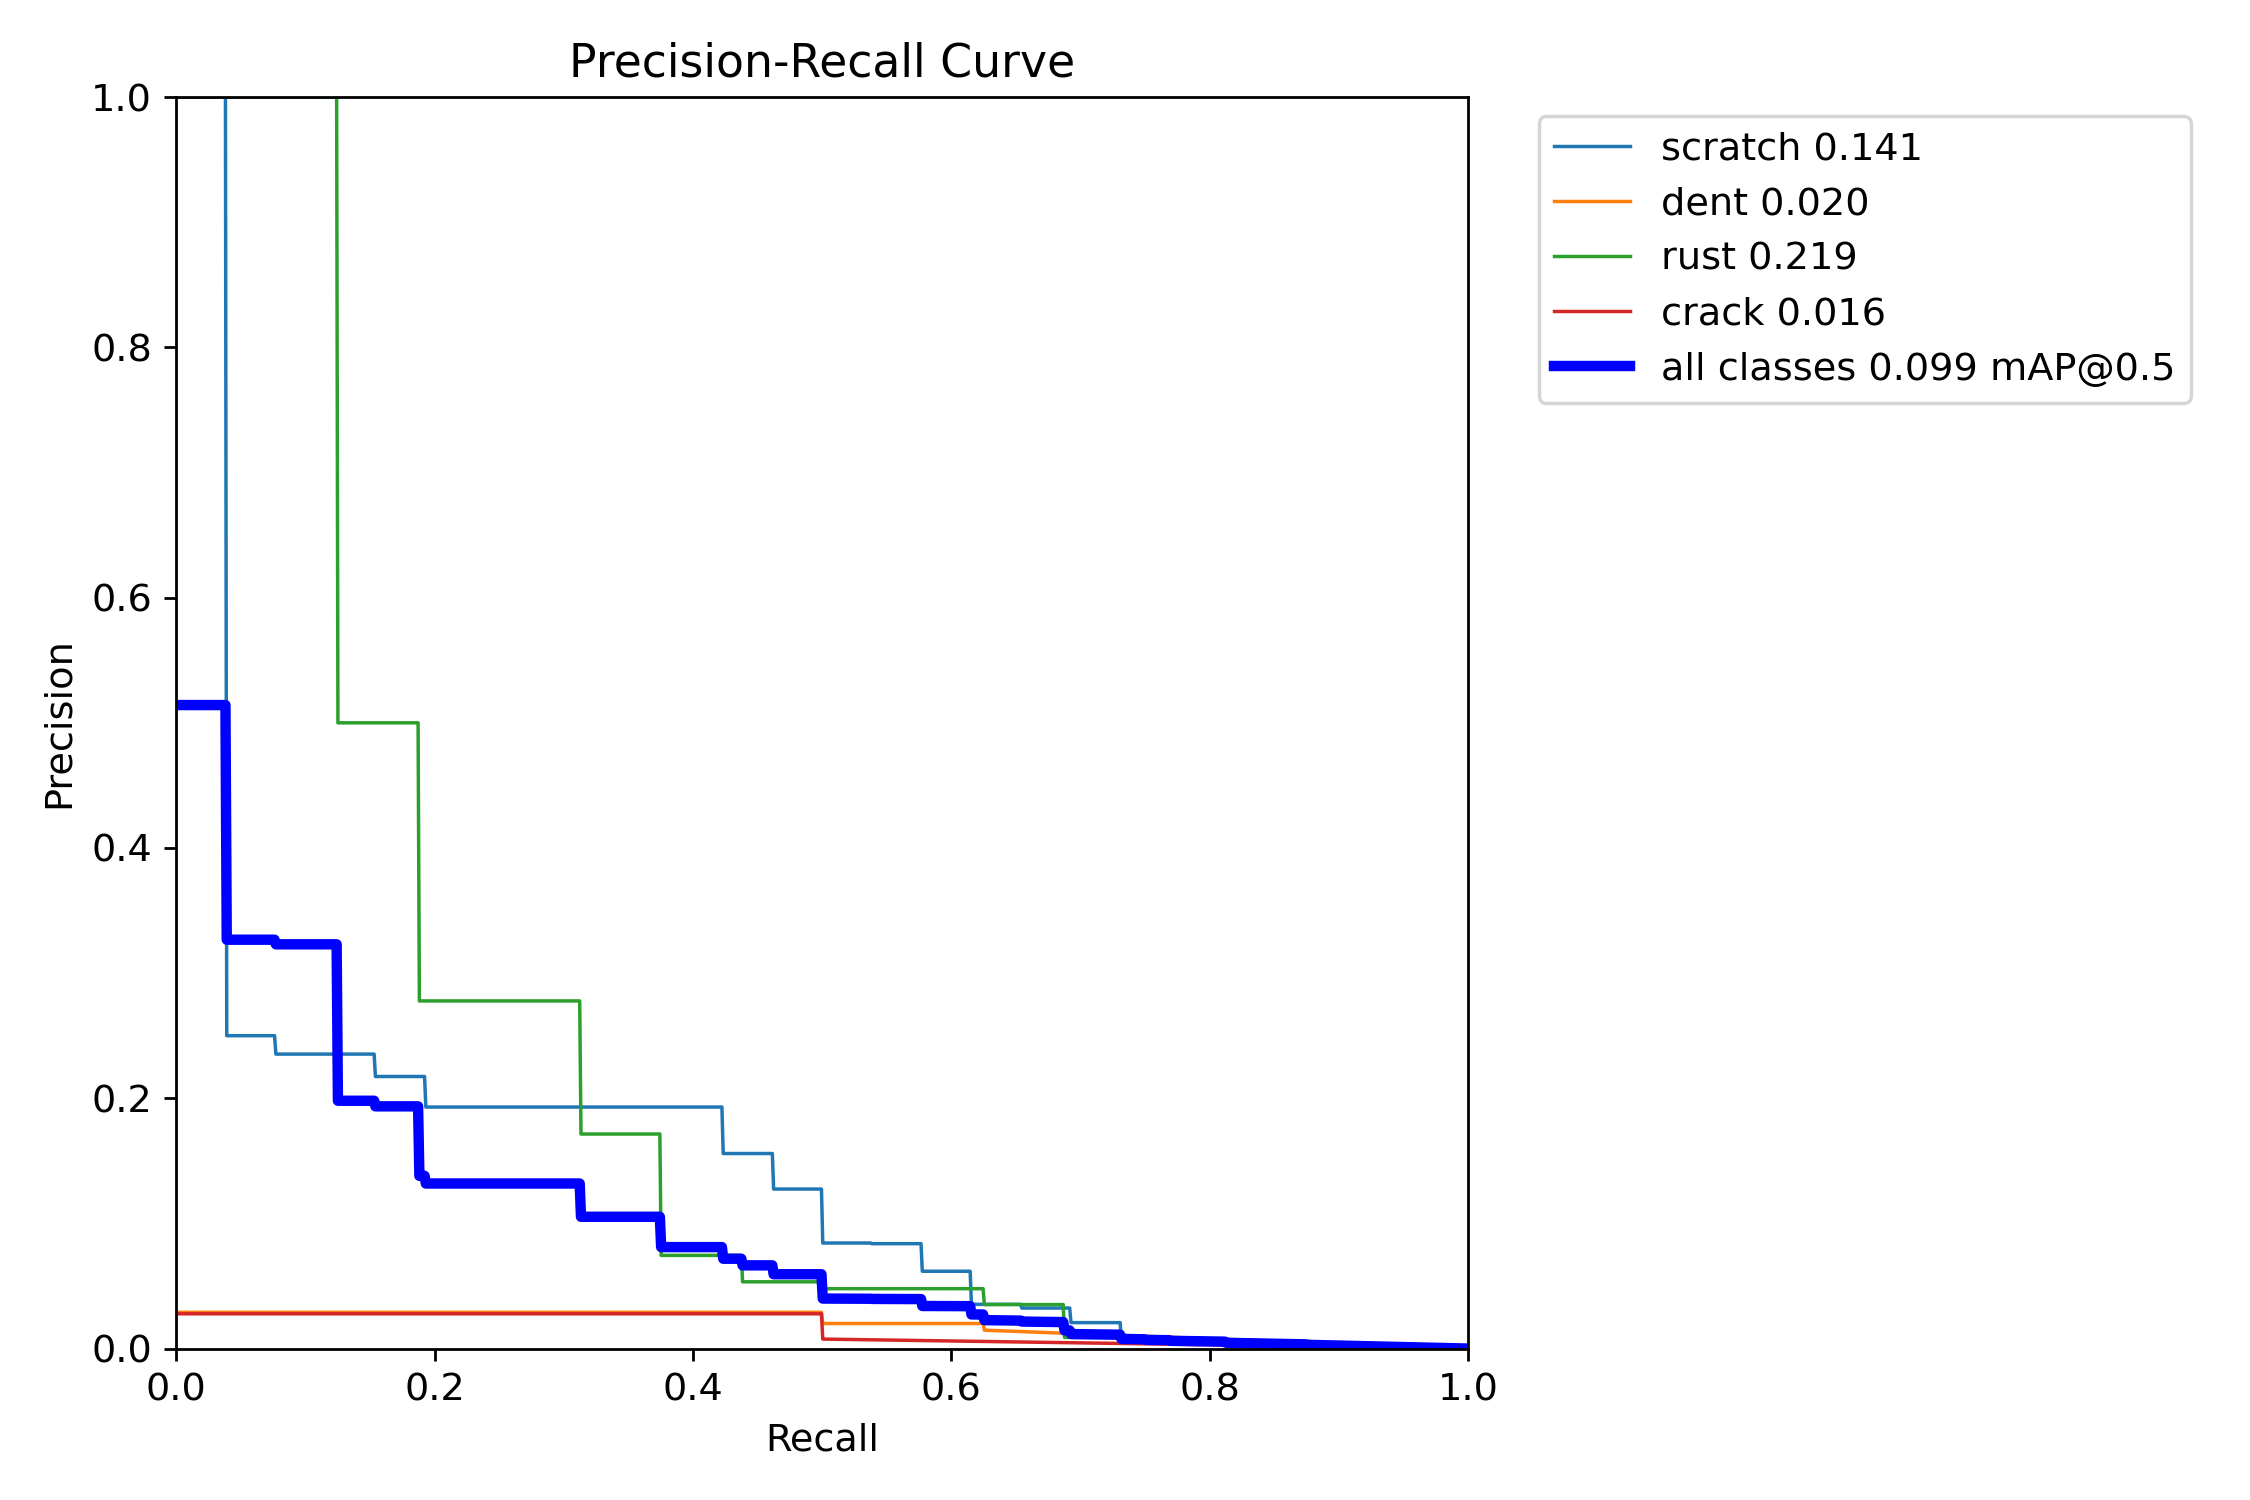 Precision-Recall Curve
1.0
0.8
0.6
0.4
0.2
0.0
Precision
0.0 0.2 0.4 0.6 0.8 1.0
Recall
scratch 0.141
dent 0.020
rust 0.219
crack 0.016
all classes 0.099 mAP@0.5